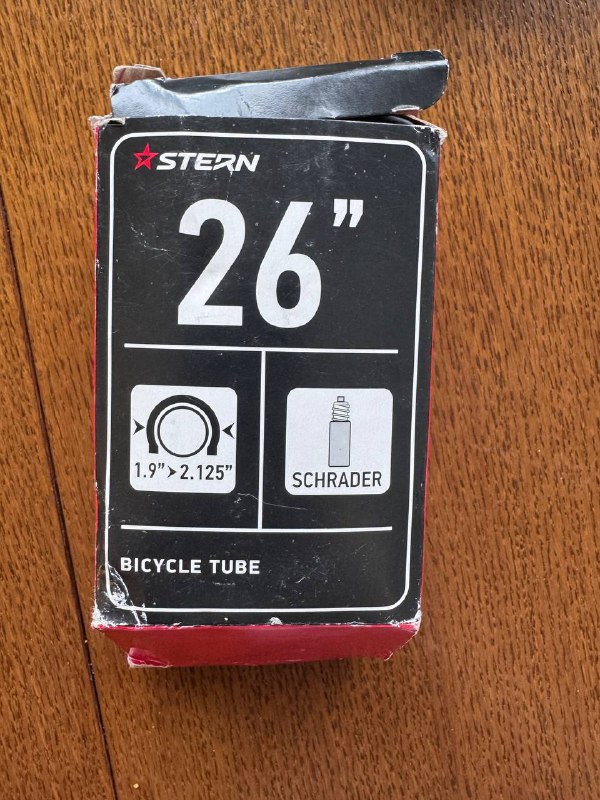 STERN
26”
1.9" > 2.125"
SCHRADER
BICYCLE TUBE